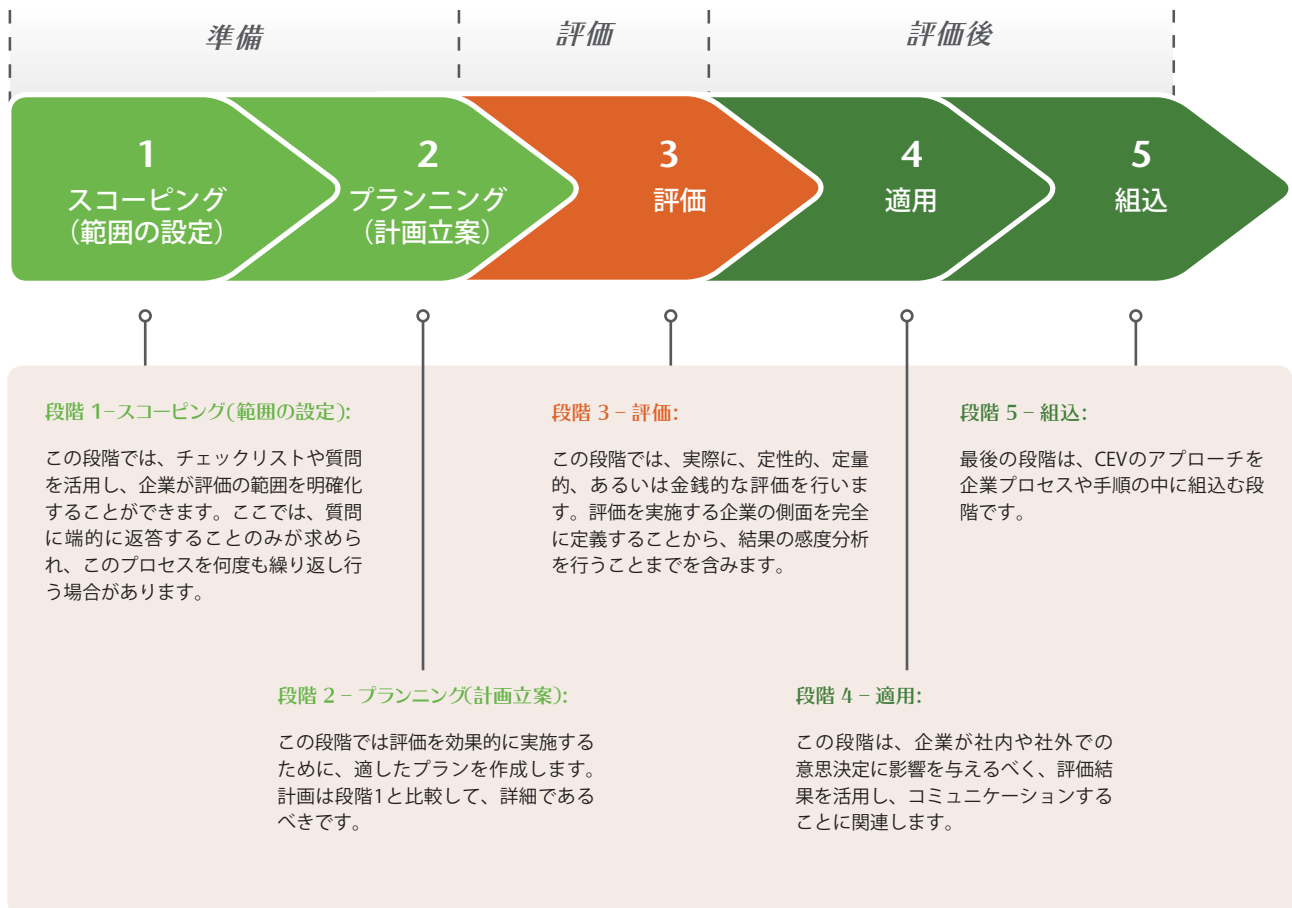 準備
評価
評価後
1
スコーピング
（範囲の設定）
2
プランニング
（計画立案）
3
評価
4
適用
5
組込
段階 1−スコーピング(範囲の設定):
この段階では、チェックリストや質問
を活用し、企業が評価の範囲を明確化
することができます。ここでは、質問
に端的に返答することのみが求めら
れ、このプロセスを何度も繰り返し行
う場合があります。
段階 3 − 評価:
この段階では、実際に、定性的、定量
的、あるいは金銭的な評価を行いま
す。評価を実施する企業の側面を完全
に定義することから、結果の感度分析
を行うことまでを含みます。
段階 5 − 組込:
最後の段階は、CEVのアプローチを
企業プロセスや手順の中に組込む段
階です。
段階 2 − プランニング(計画立案):
この段階では評価を効果的に実施する
ために、適したプランを作成します。
計画は段階1と比較して、詳細である
べきです。
段階 4 − 適用:
この段階は、企業が社内や社外での
意思決定に影響を与えるべく、評価結
果を活用し、コミュニケーションする
ことに関連します。